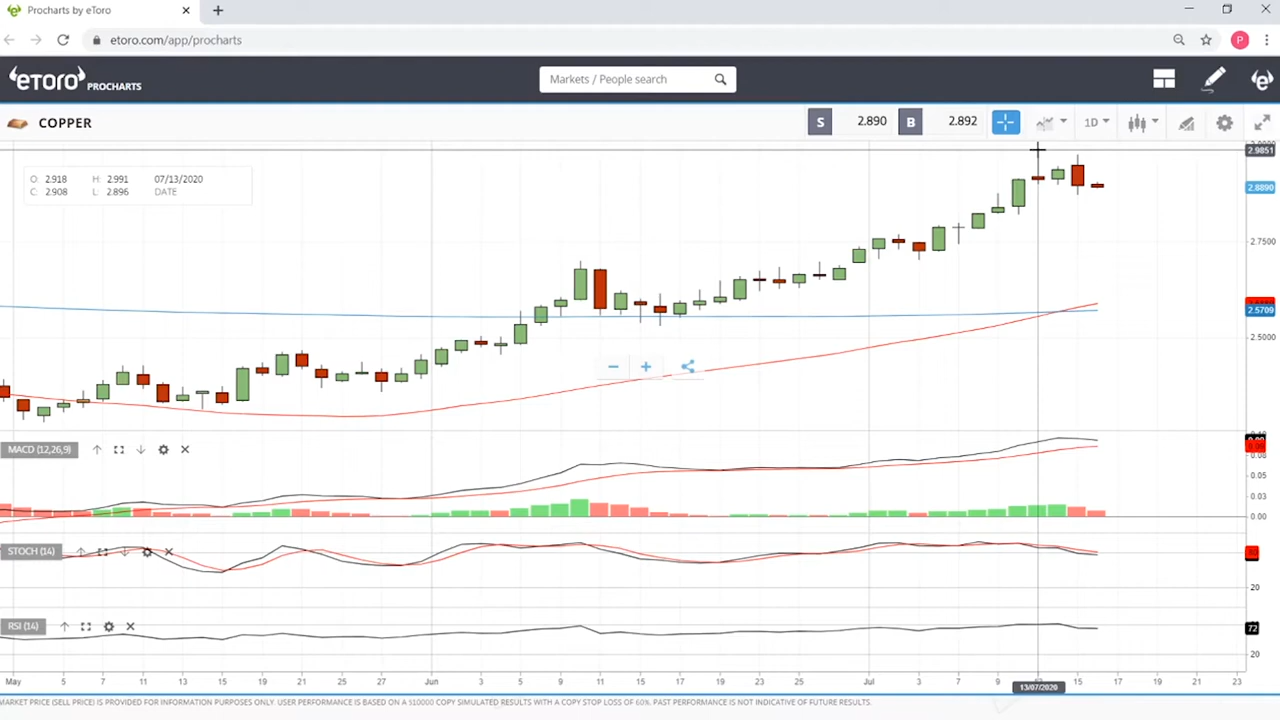 Procharts by eToro
etoro.com/app/procharts
P
eToro PROCHARTS
Markets / People search
COPPER
S 2.890 B 2.892 1D
O 2.918 H 2.991 07/13/2020
C 2.908 L 2.896 DATE
2.9851
2.8890
2.7500
2.5709
2.5000
MACD (12,26,9)
0.08
0.05
0.03
0.00
STOCH (14)
20
RSI (14)
72
20
May 5 7 11 13 15 19 21 25 27 Jun 3 5 9 11 15 17 19 23 25 Jul 3 7 9 15 17 19 21 23
13/07/2020
MARKET PRICE (SELL PRICE) IS PROVIDED FOR INFORMATION PURPOSES ONLY. USER PERFORMANCE IS BASED ON A $10000 COPY SIMULATED RESULTS WITH A COPY STOP LOSS OF 60%. PAST PERFORMANCE IS NOT INDICATIVE OF FUTURE RESULTS.